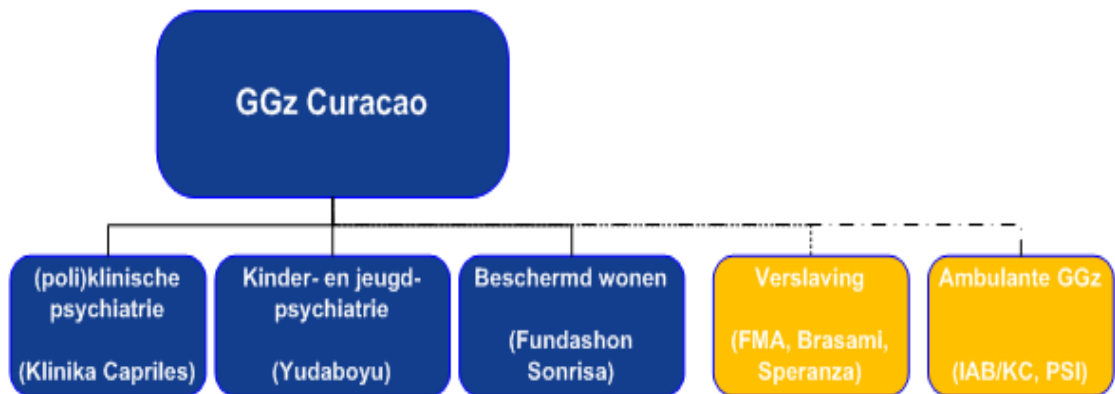 GGz Curacao
(poli)klinische
psychiatrie
(Klinika Capriles)
Kinder- en jeugd-
psychiatrie
(Yudaboyu)
Beschermd wonen
(Fundashon
Sonrisa)
Verslaving
(FMA, Brasami,
Speranza)
Ambulante GGz
(IAB/KC, PSI)